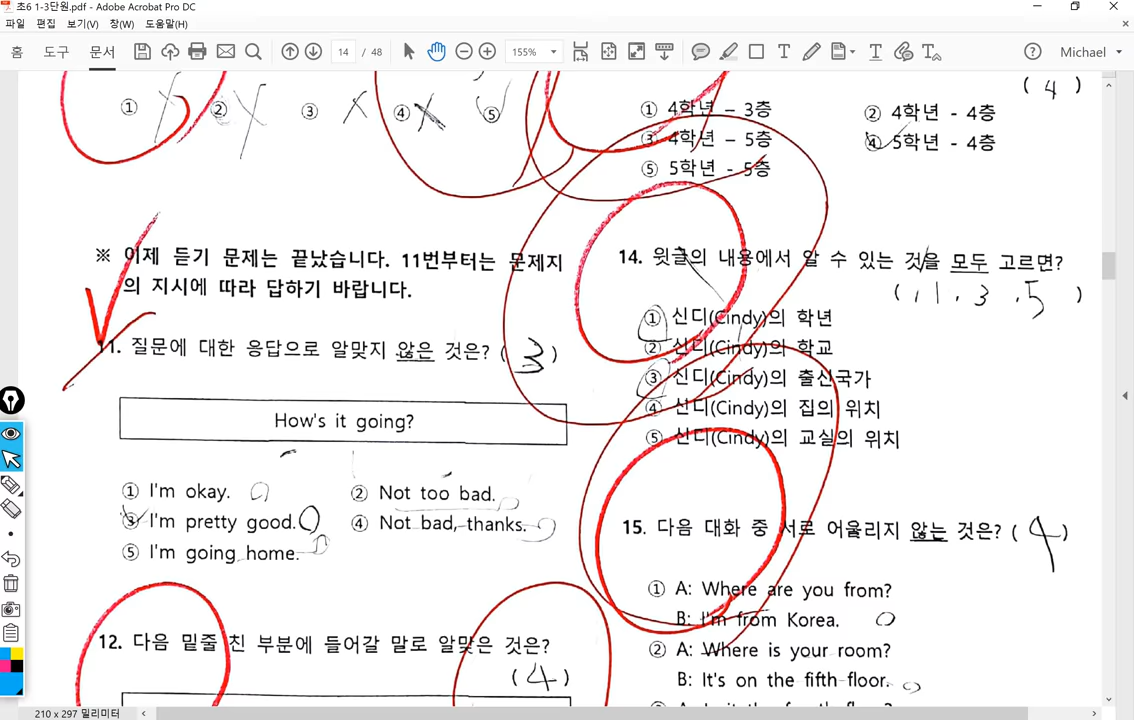 초6 1-3단원.pdf - Adobe Acrobat Pro DC
파일 편집 보기(V) 창(W) 도움말(H)
홈 도구 문서 14 / 48 155% Michael
( 4 )
① ② ③ ④ ⑤
① 4학년 - 3층 ② 4학년 - 4층
③ 4학년 - 5층 ④ 5학년 - 4층
⑤ 5학년 - 5층
※ 이제 듣기 문제는 끝났습니다. 11번부터는 문제지
의 지시에 따라 답하기 바랍니다.
11. 질문에 대한 응답으로 알맞지 않은 것은? ( 3 )
How's it going?
① I'm okay. ② Not too bad.
③ I'm pretty good. ④ Not bad, thanks.
⑤ I'm going home.
12. 다음 밑줄 친 부분에 들어갈 말로 알맞은 것은?
( 4 )
14. 윗글의 내용에서 알 수 있는 것을 모두 고르면?
( 1, 3, 5 )
① 신디(Cindy)의 학년
② 신디(Cindy)의 학교
③ 신디(Cindy)의 출신국가
④ 신디(Cindy)의 집의 위치
⑤ 신디(Cindy)의 교실의 위치
15. 다음 대화 중 서로 어울리지 않는 것은? ( 4 )
① A: Where are you from?
B: I'm from Korea.
② A: Where is your room?
B: It's on the fifth floor.
210 x 297 밀리미터